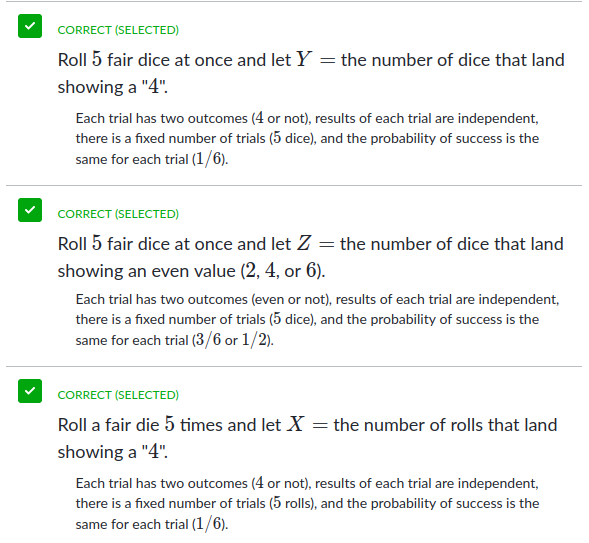 CORRECT (SELECTED)
Roll 5 fair dice at once and let Y = the number of dice that land
showing a "4".
Each trial has two outcomes (4 or not), results of each trial are independent,
there is a fixed number of trials (5 dice), and the probability of success is the
same for each trial (1/6).
CORRECT (SELECTED)
Roll 5 fair dice at once and let Z = the number of dice that land
showing an even value (2, 4, or 6).
Each trial has two outcomes (even or not), results of each trial are independent,
there is a fixed number of trials (5 dice), and the probability of success is the
same for each trial (3/6 or 1/2).
CORRECT (SELECTED)
Roll a fair die 5 times and let X = the number of rolls that land
showing a "4".
Each trial has two outcomes (4 or not), results of each trial are independent,
there is a fixed number of trials (5 rolls), and the probability of success is the
same for each trial (1/6).